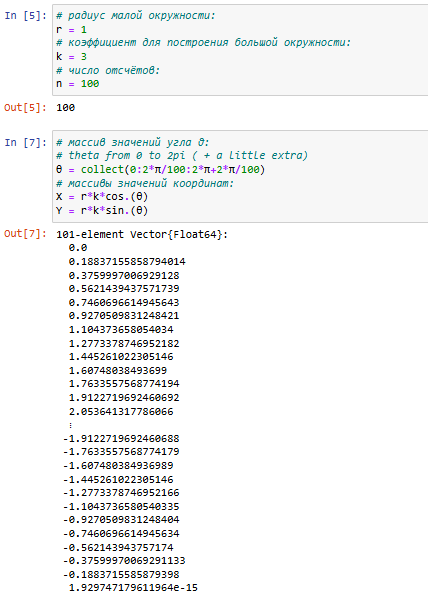 In [5]: # радиус малой окружности:
r = 1
# коэффициент для построения большой окружности:
k = 3
# число отсчётов:
n = 100
Out[5]: 100
In [7]: # массив значений угла θ:
# theta from 0 to 2pi ( + a little extra)
θ = collect(0:2*π/100:2*π+2*π/100)
# массивы значений координат:
X = r*k*cos.(θ)
Y = r*k*sin.(θ)
Out[7]: 101-element Vector{Float64}:
0.0
0.18837155858794014
0.3759997006929128
0.5621439437571739
0.7460696614945643
0.9270509831248421
1.104373658054034
1.2773378746952182
1.445261022305146
1.60748038493699
1.7633557568774194
1.9122719692460692
2.053641317786066
⋮
-1.9122719692460688
-1.7633557568774179
-1.607480384936989
-1.445261022305146
-1.2773378746952166
-1.1043736580540335
-0.9270509831248404
-0.7460696614945634
-0.562143943757174
-0.37599970069291133
-0.1883715585879398
1.929747179611964e-15